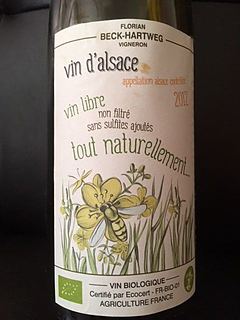 FLORIAN
BECK-HARTWEG
VIGNERON
vin d'alsace
appellation alsace contrôlée
vin libre
non filtré
sans sulfites ajoutés
tout naturellement...
VIN BIOLOGIQUE
Certifié par Ecocert - FR-BIO-01
AGRICULTURE FRANCE